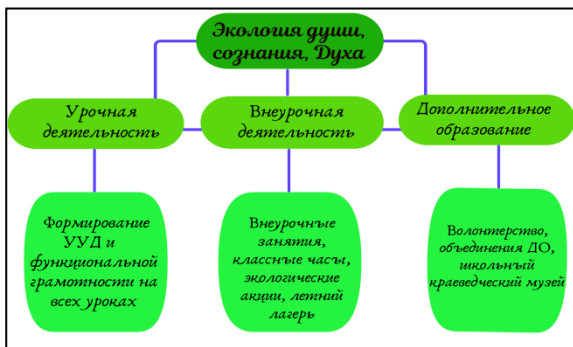 Экология души,
сознания, Духа
Урочная
деятельность
Внеурочная
деятельность
Дополнительное
образование
Формирование
УУД и
функциональной
грамотности на
всех уроках
Внеурочные
занятия,
классные часы,
экологические
акции, летний
лагерь
Волонтерство,
объединения ДО,
школьный
краеведческий
музей